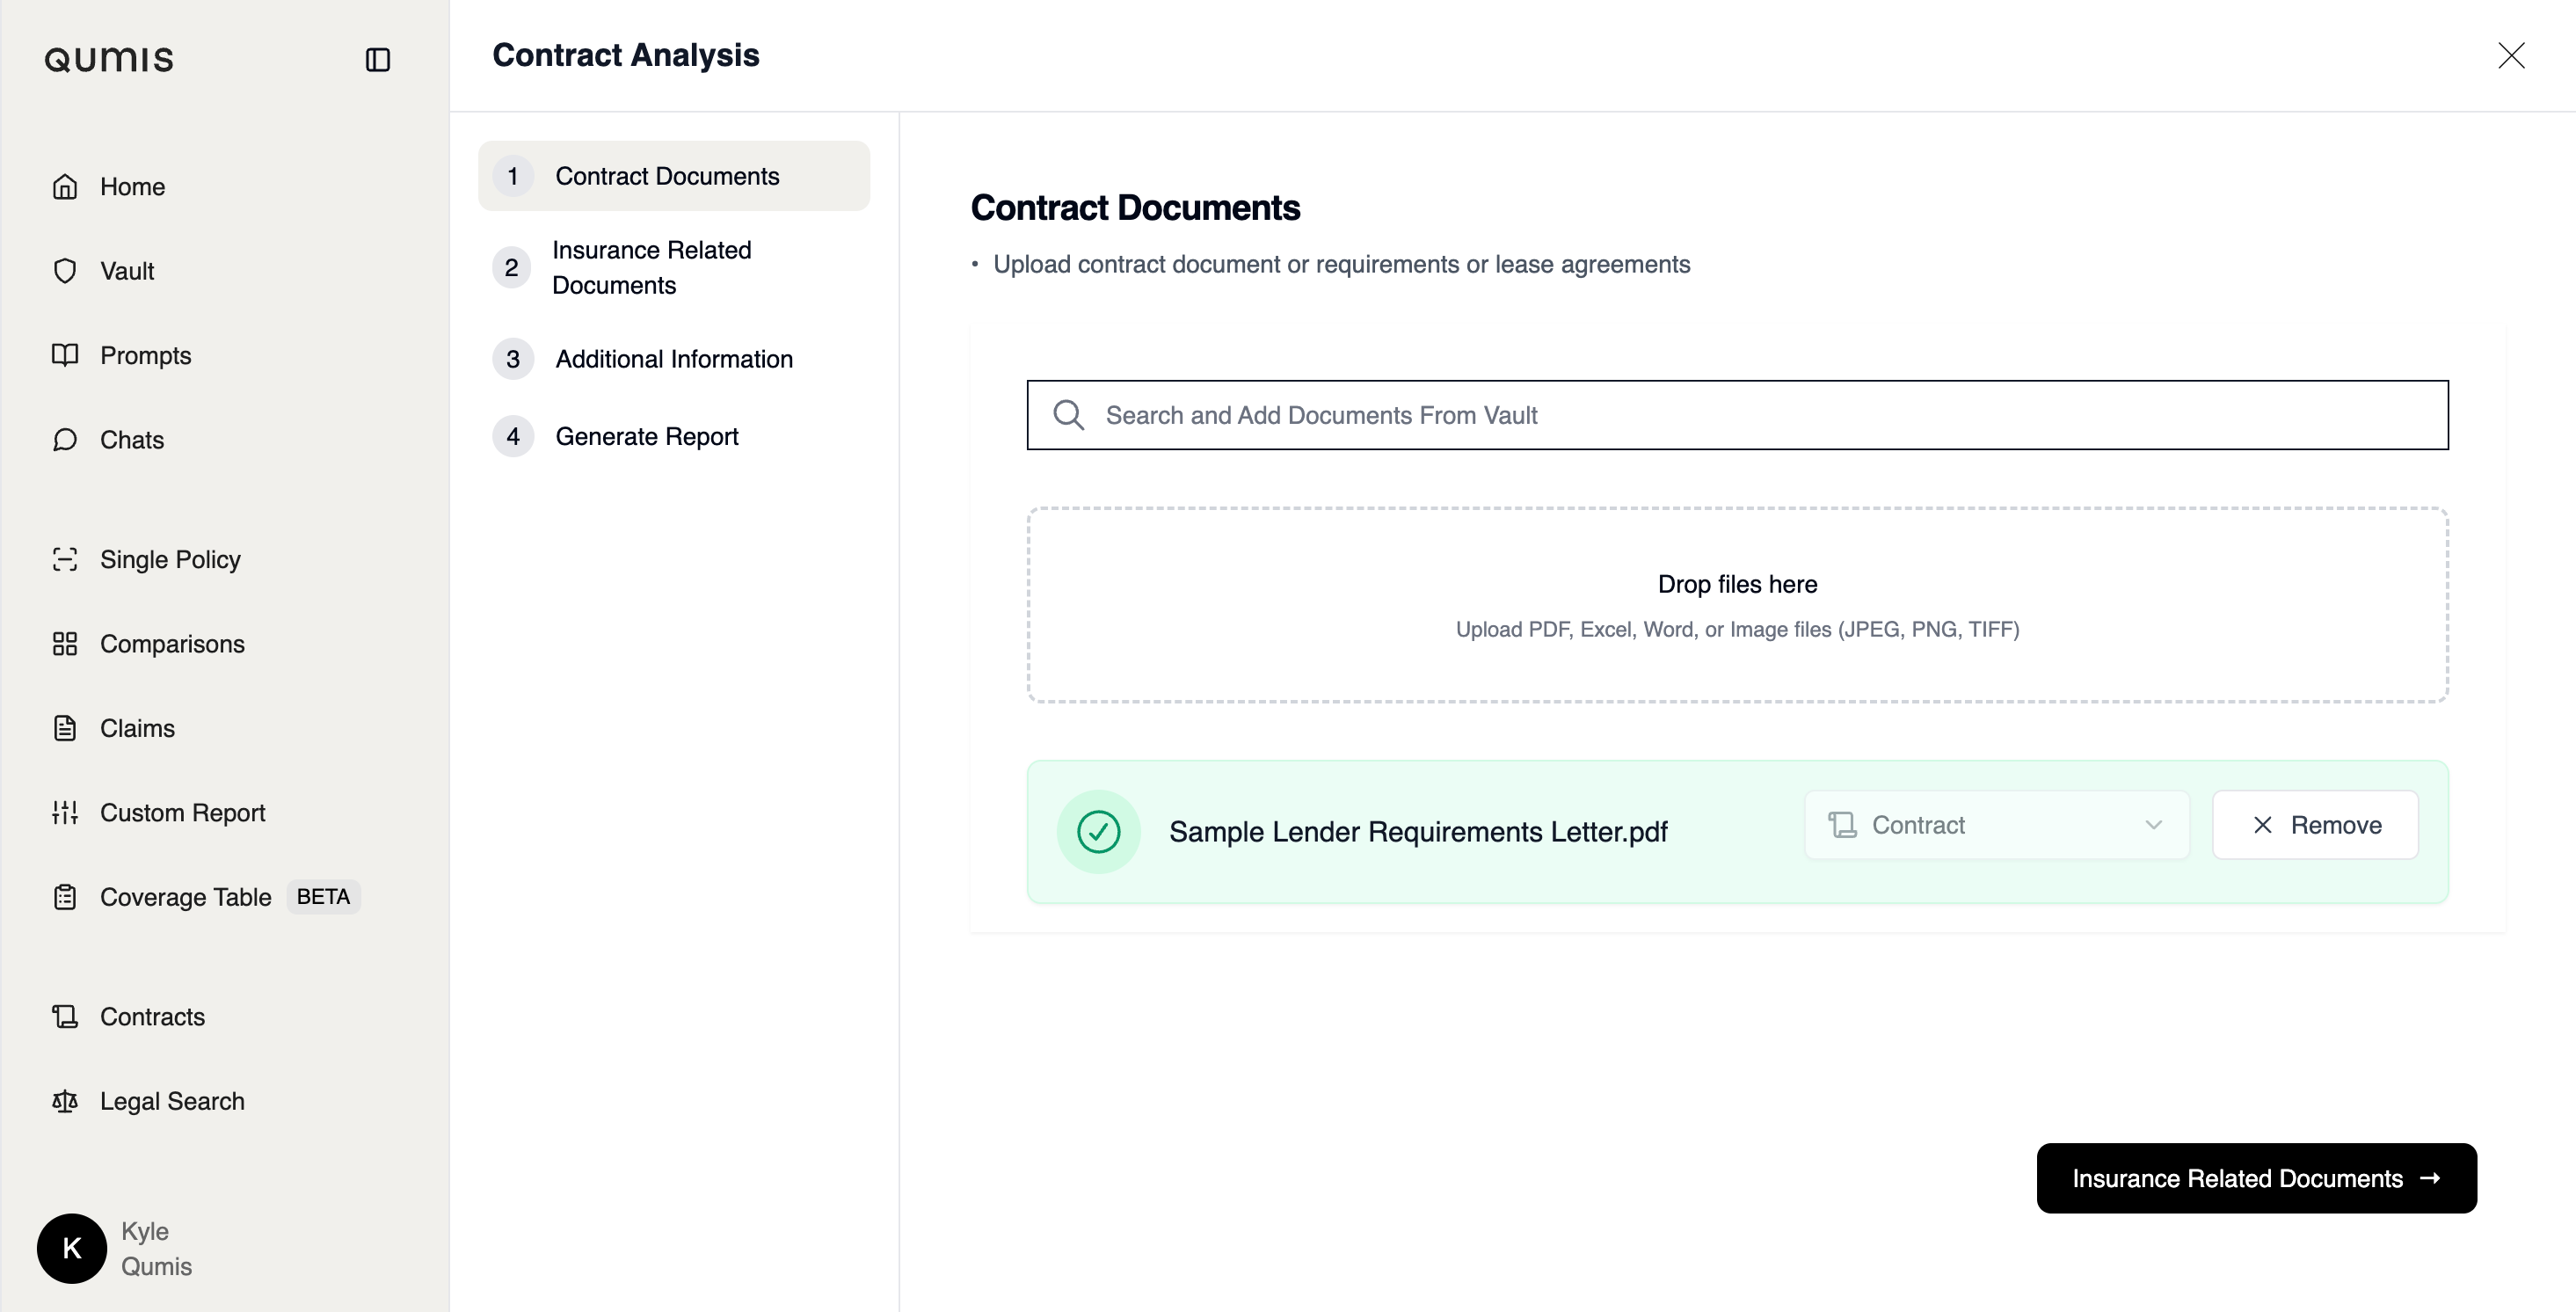 Qumis
Home
Vault
Prompts
Chats
Single Policy
Comparisons
Claims
Custom Report
Coverage Table BETA
Contracts
Legal Search
K
Kyle
Qumis
Contract Analysis
1 Contract Documents
2 Insurance Related
Documents
3 Additional Information
4 Generate Report
Contract Documents
• Upload contract document or requirements or lease agreements
Search and Add Documents From Vault
Drop files here
Upload PDF, Excel, Word, or Image files (JPEG, PNG, TIFF)
Sample Lender Requirements Letter.pdf
Contract
Remove
Insurance Related Documents →